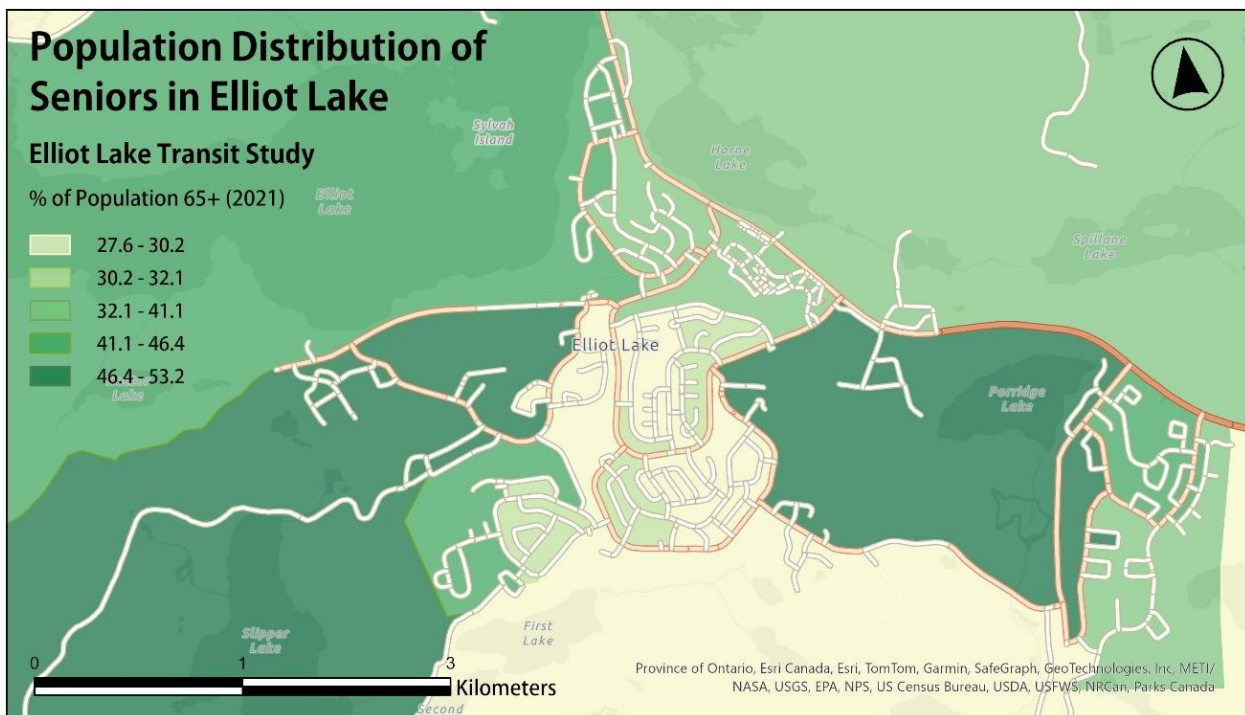 Population Distribution of
Seniors in Elliot Lake
Elliot Lake Transit Study
% of Population 65+ (2021)
27.6 - 30.2
30.2 - 32.1
32.1 - 41.1
41.1 - 46.4
46.4 - 53.2
Sylvah
Island
Elliot
Lake
Horne
Lake
Spillane
Lake
Elliot Lake
Lake
Porridge
Lake
Slipper
Lake
First
Lake
Second
0 1 3
Kilometers
Province of Ontario, Esri Canada, Esri, TomTom, Garmin, SafeGraph, GeoTechnologies, Inc, METI/
NASA, USGS, EPA, NPS, US Census Bureau, USDA, USFWS, NRCan, Parks Canada